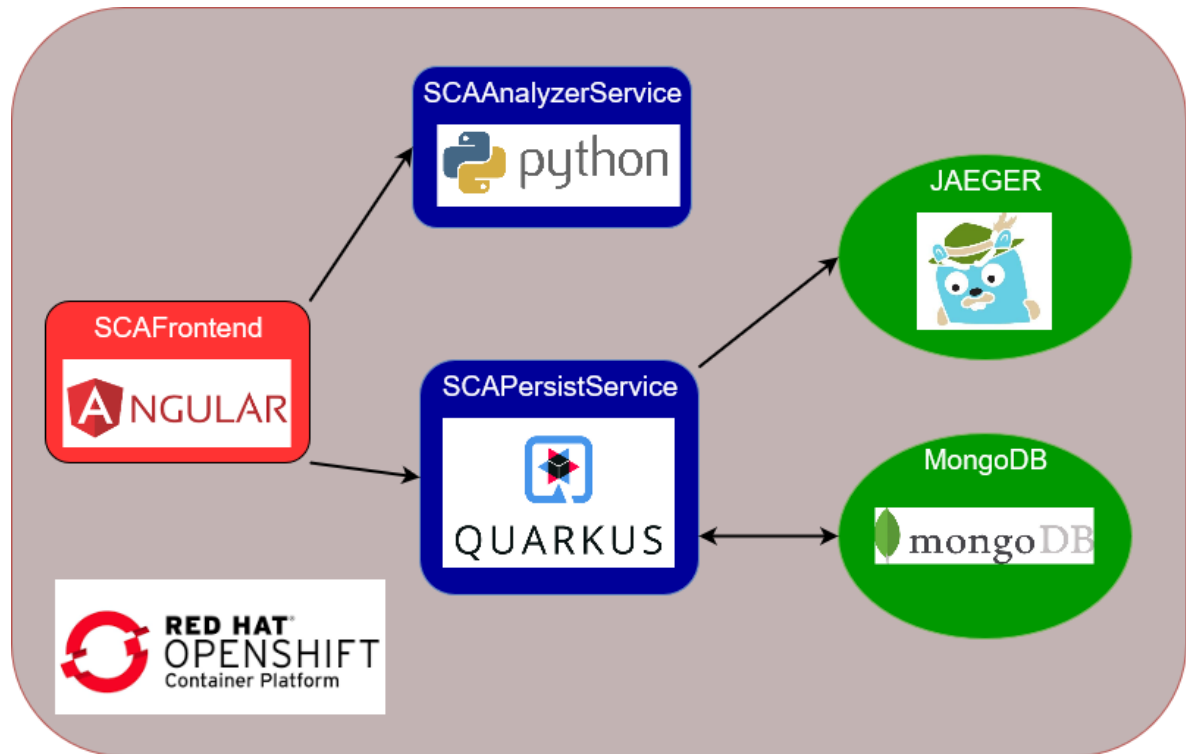 SCAAnalyzerService
python
JAEGER
SCAFrontend
ANGULAR
SCAPersistService
QUARKUS
MongoDB
mongoDB
RED HAT®
OPENSHIFT
Container Platform